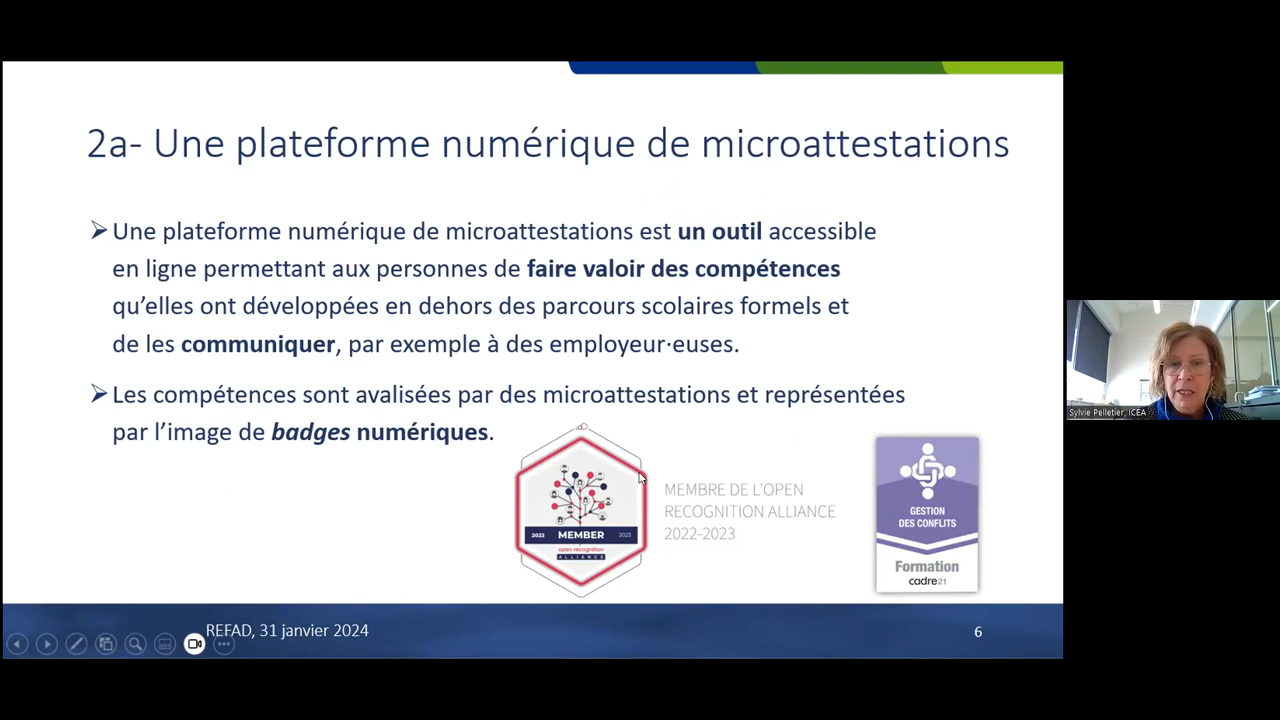 2a- Une plateforme numérique de microattestations
Une plateforme numérique de microattestations est un outil accessible
en ligne permettant aux personnes de faire valoir des compétences
qu’elles ont développées en dehors des parcours scolaires formels et
de les communiquer, par exemple à des employeur·euses.
Les compétences sont avalisées par des microattestations et représentées
par l’image de badges numériques.
2022 MEMBER 2023
open recognition
ALLIANCE
MEMBRE DE L’OPEN
RECOGNITION ALLIANCE
2022-2023
GESTION
DES CONFLITS
Formation
cadre21
REFAD, 31 janvier 2024
6
Sylvie Pelletier, ICÉA